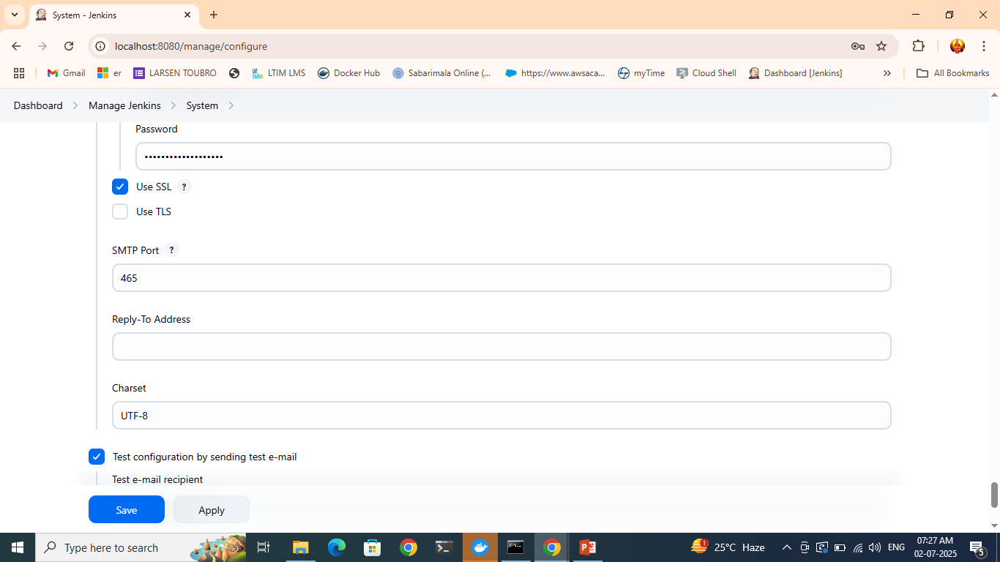 System - Jenkins
localhost:8080/manage/configure
Gmail
er
LARSEN TOUBRO
LTIM LMS
Docker Hub
Sabarimala Online (...
https://www.awsaca...
myTime
Cloud Shell
Dashboard [Jenkins]
All Bookmarks
Dashboard
Manage Jenkins
System
Password
•••••••••••••••••••
Use SSL ?
Use TLS
SMTP Port ?
465
Reply-To Address
Charset
UTF-8
Test configuration by sending test e-mail
Test e-mail recipient
Save
Apply
Type here to search
1
25°C Haze
ENG
07:27 AM
02-07-2025
5